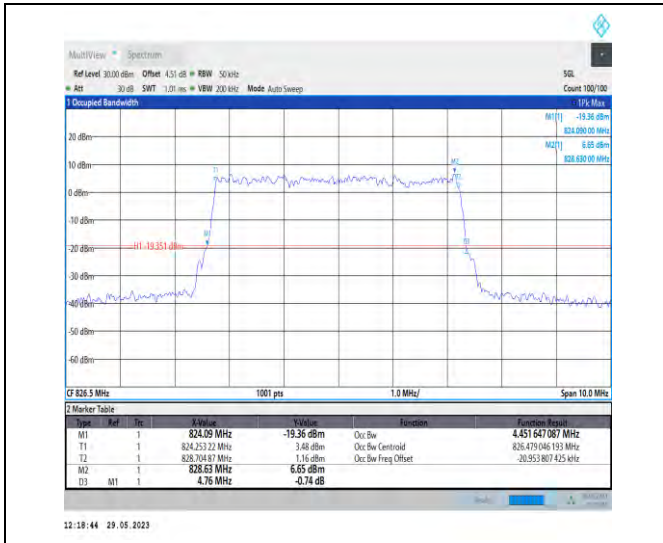 MultiView Spectrum
Ref Level 30.00 dBm Offset 4.51 dB RBW 50 kHz SGL
Att 30 dB SWT 1.01 ms VBW 200 kHz Mode Auto Sweep Count 100/100
1 Occupied Bandwidth 1Pk Max
M1[1] -19.36 dBm
824.090 00 MHz
M2[1] 6.65 dBm
828.630 00 MHz
20 dBm
10 dBm
M2
T1
0 dBm
-10 dBm
M1
H1 -19.351 dBm
-20 dBm
-30 dBm
-40 dBm
-50 dBm
-60 dBm
CF 826.5 MHz 1001 pts 1.0 MHz/ Span 10.0 MHz
2 Marker Table
Type Ref Trc X-Value Y-Value Function Function Result
M1 1 824.09 MHz -19.36 dBm Occ Bw 4.451 647 087 MHz
T1 1 824.253 22 MHz 3.48 dBm Occ Bw Centroid 826.479 046 193 MHz
T2 1 828.704 87 MHz 1.16 dBm Occ Bw Freq Offset -20.953 807 425 kHz
M2 1 828.63 MHz 6.65 dBm
D3 M1 1 4.76 MHz -0.74 dB
12:18:44 29.05.2023